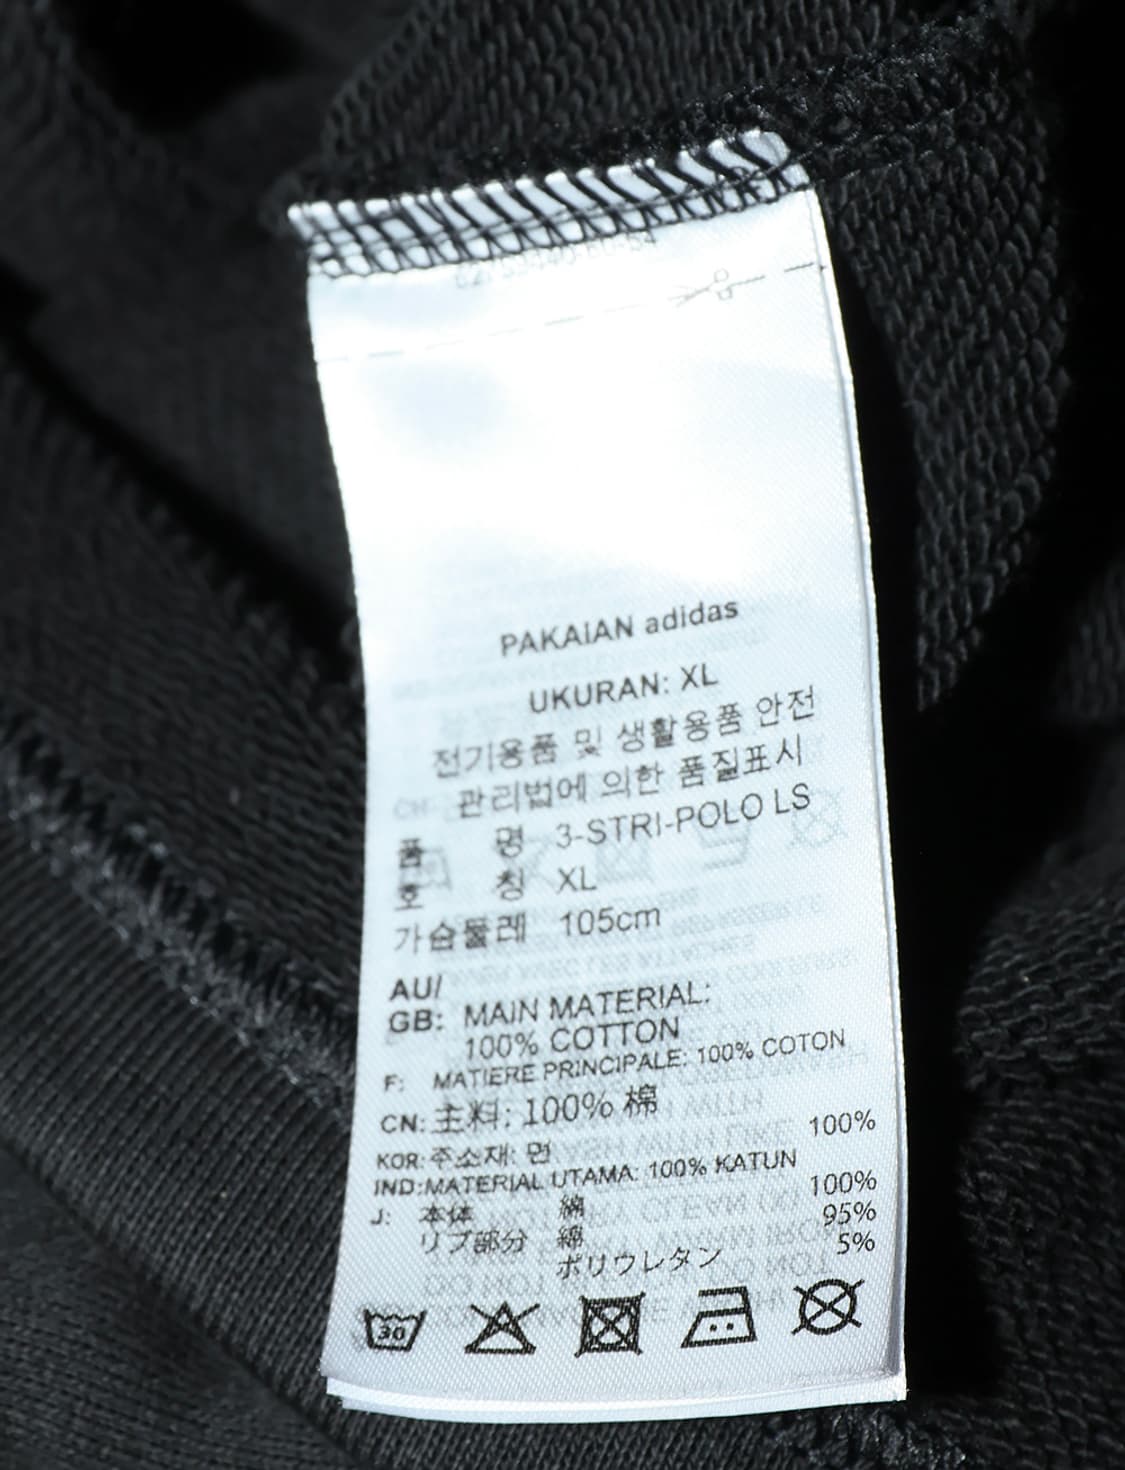 PAKAIAN adidas
UKURAN: XL
전기용품 및 생활용품 안전
관리법에 의한 품질표시
품 명 3-STRI-POLO LS
호 칭 XL
가슴둘레 105cm
AU/
GB: MAIN MATERIAL:
100% COTTON
F: MATIERE PRINCIPALE: 100% COTON
CN: 主料: 100% 棉
KOR: 주소재: 면 100%
IND: MATERIAL UTAMA: 100% KATUN
J: 本体 綿 100%
リブ部分 綿 95%
ポリウレタン 5%
30